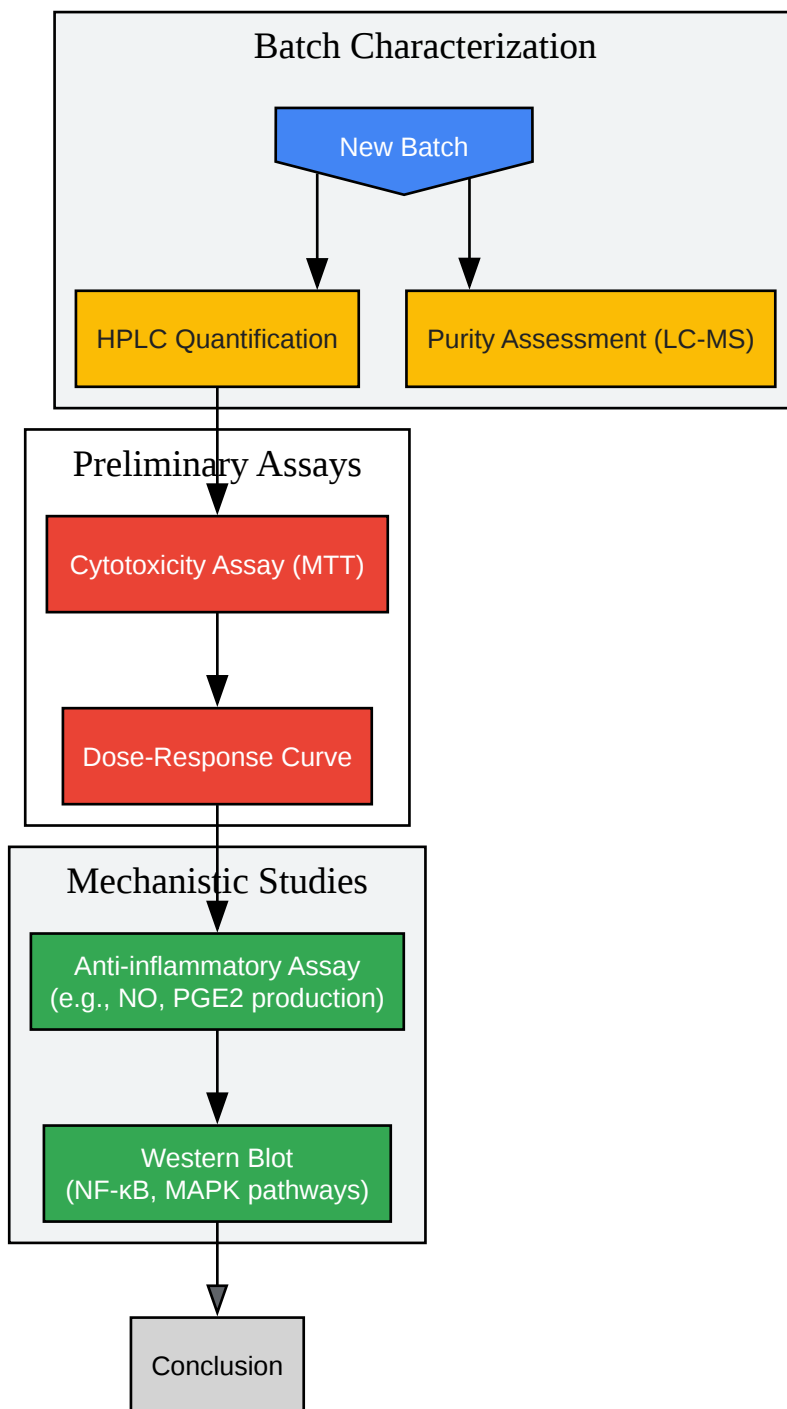 Batch Characterization
New Batch
HPLC Quantification
Purity Assessment (LC-MS)
Preliminary Assays
Cytotoxicity Assay (MTT)
Dose-Response Curve
Mechanistic Studies
Anti-inflammatory Assay
(e.g., NO, PGE2 production)
Western Blot
(NF-κB, MAPK pathways)
Conclusion